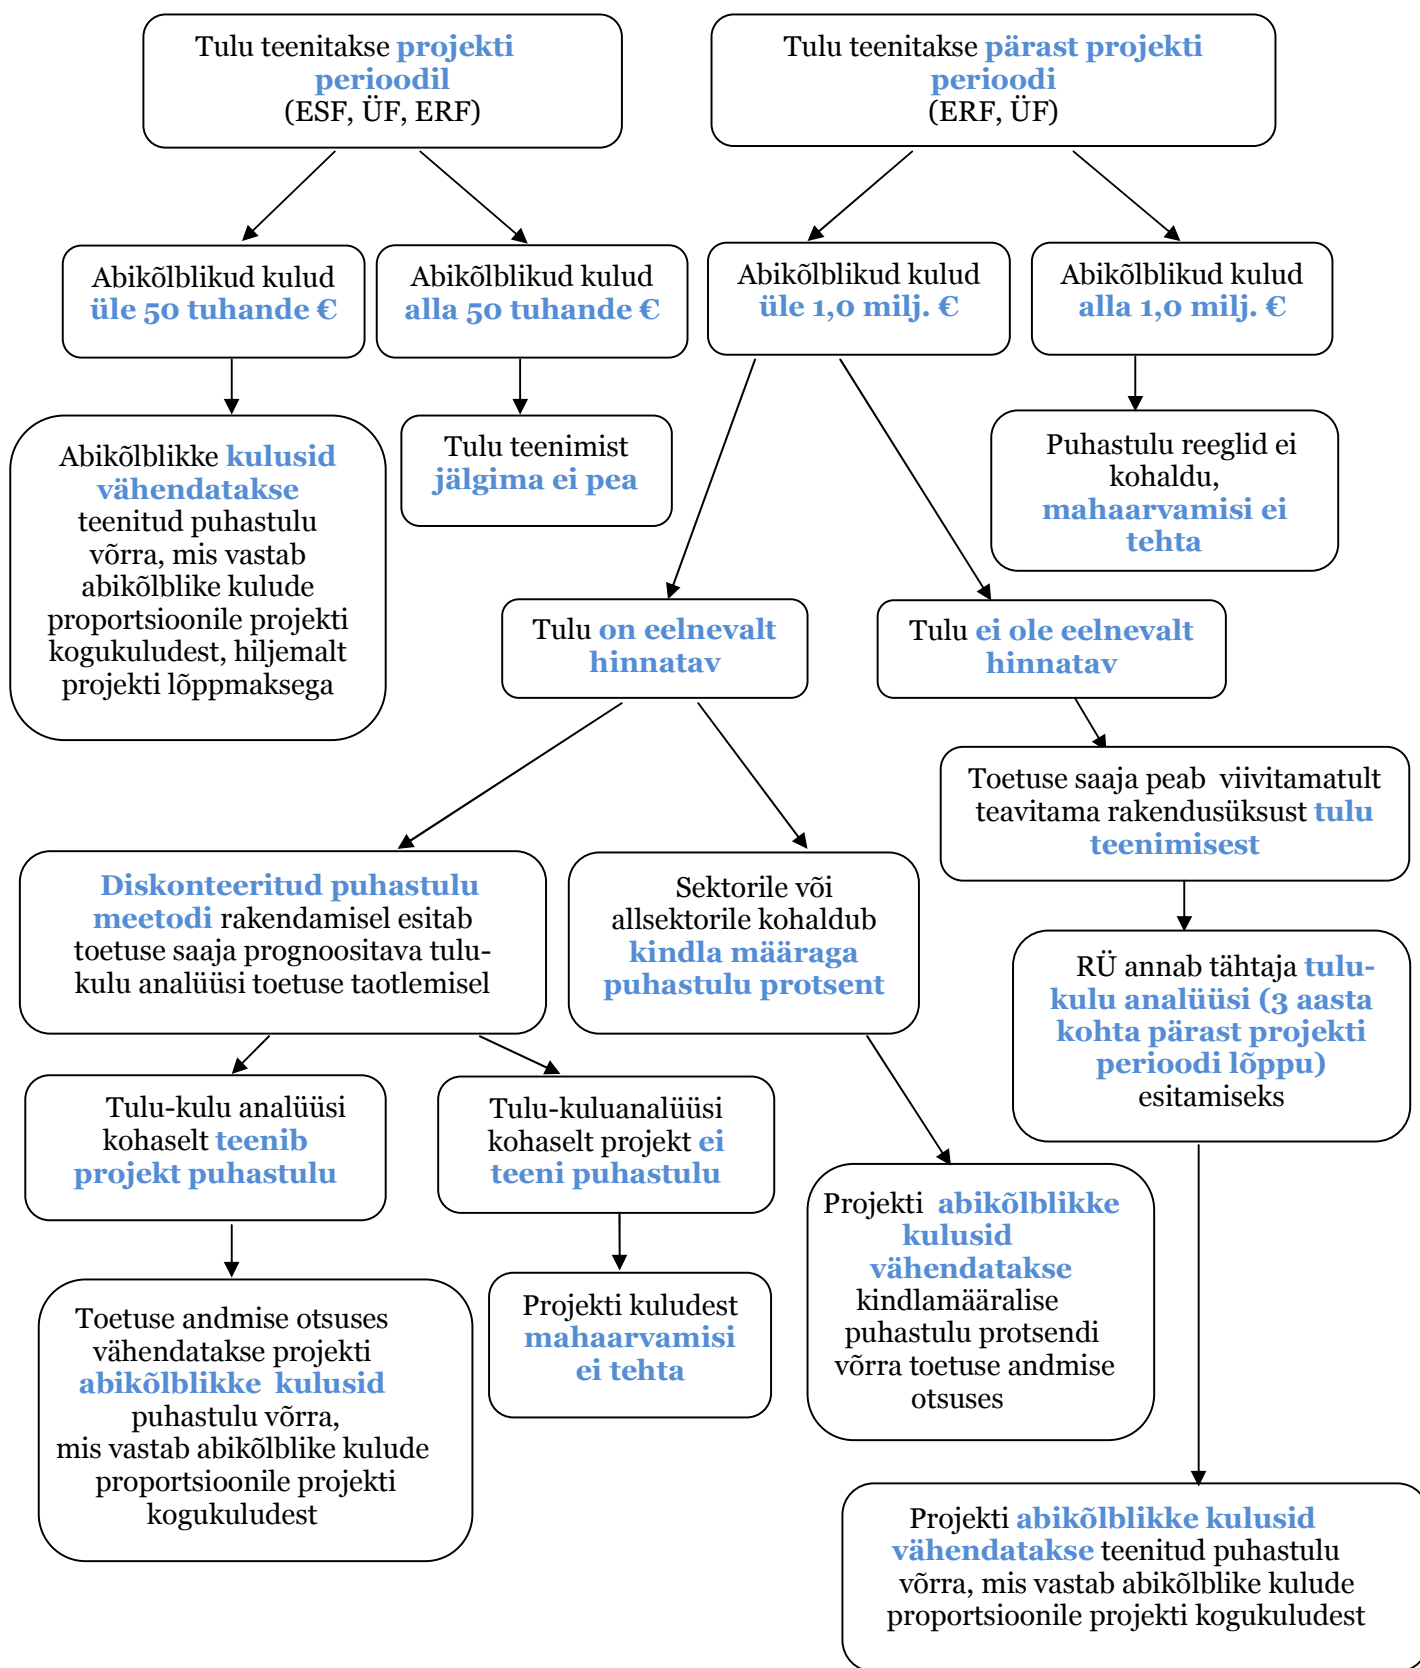 Tulu teenitakse projekti
perioodil
(ESF, ÜF, ERF)
Tulu teenitakse pärast projekti
perioodi
(ERF, ÜF)
Abikõlblikud kulud
üle 50 tuhande €
Abikõlblikud kulud
alla 50 tuhande €
Abikõlblikud kulud
üle 1,0 milj. €
Abikõlblikud kulud
alla 1,0 milj. €
Abikõlblikke kulusid
vähendatakse
teenitud puhastulu
võrra, mis vastab
abikõlblike kulude
proportsioonile projekti
kogukuludest, hiljemalt
projekti lõppmaksega
Tulu teenimist
jälgima ei pea
Puhastulu reeglid ei
kohaldu,
mahaarvamisi ei
tehta
Tulu on eelnevalt
hinnatav
Tulu ei ole eelnevalt
hinnatav
Toetuse saaja peab viivitamatult
teavitama rakendusüksust tulu
teenimisest
Diskonteeritud puhastulu
meetodi rakendamisel esitab
toetuse saaja prognoositava tulu-
kulu analüüsi toetuse taotlemisel
Sektorile või
allsektorile kohaldub
kindla määraga
puhastulu protsent
RÜ annab tähtaja tulu-
kulu analüüsi (3 aasta
kohta pärast projekti
perioodi lõppu)
esitamiseks
Tulu-kulu analüüsi
kohaselt teenib
projekt puhastulu
Tulu-kuluanalüüsi
kohaselt projekt ei
teeni puhastulu
Projekti abikõlblikke
kulusid
vähendatakse
kindlamääralise
puhastulu protsendi
võrra toetuse andmise
otsuses
Toetuse andmise otsuses
vähendatakse projekti
abikõlblikke kulusid
puhastulu võrra,
mis vastab abikõlblike kulude
proportsioonile projekti
kogukuludest
Projekti kuludest
mahaarvamisi
ei tehta
Projekti abikõlblikke kulusid
vähendatakse teenitud puhastulu
võrra, mis vastab abikõlblike kulude
proportsioonile projekti kogukuludest